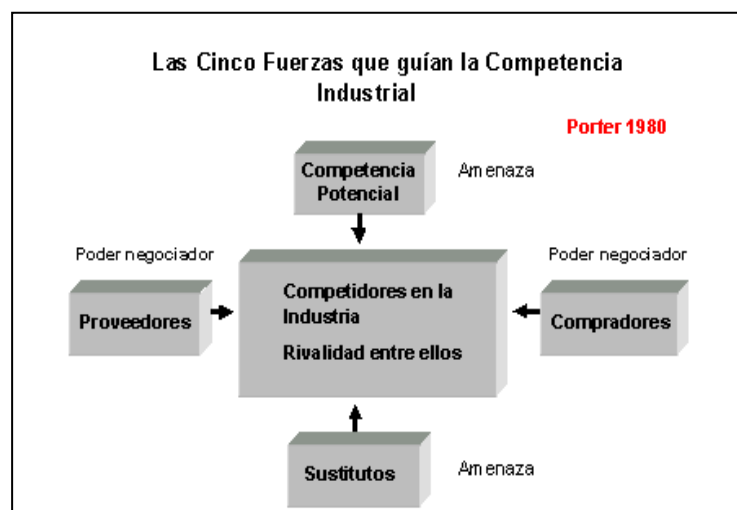 Las Cinco Fuerzas que guían la Competencia
Industrial
Porter 1980
Competencia
Potencial
Amenaza
Poder negociador
Poder negociador
Proveedores
Competidores en la
Industria
Rivalidad entre ellos
Compradores
Sustitutos
Amenaza